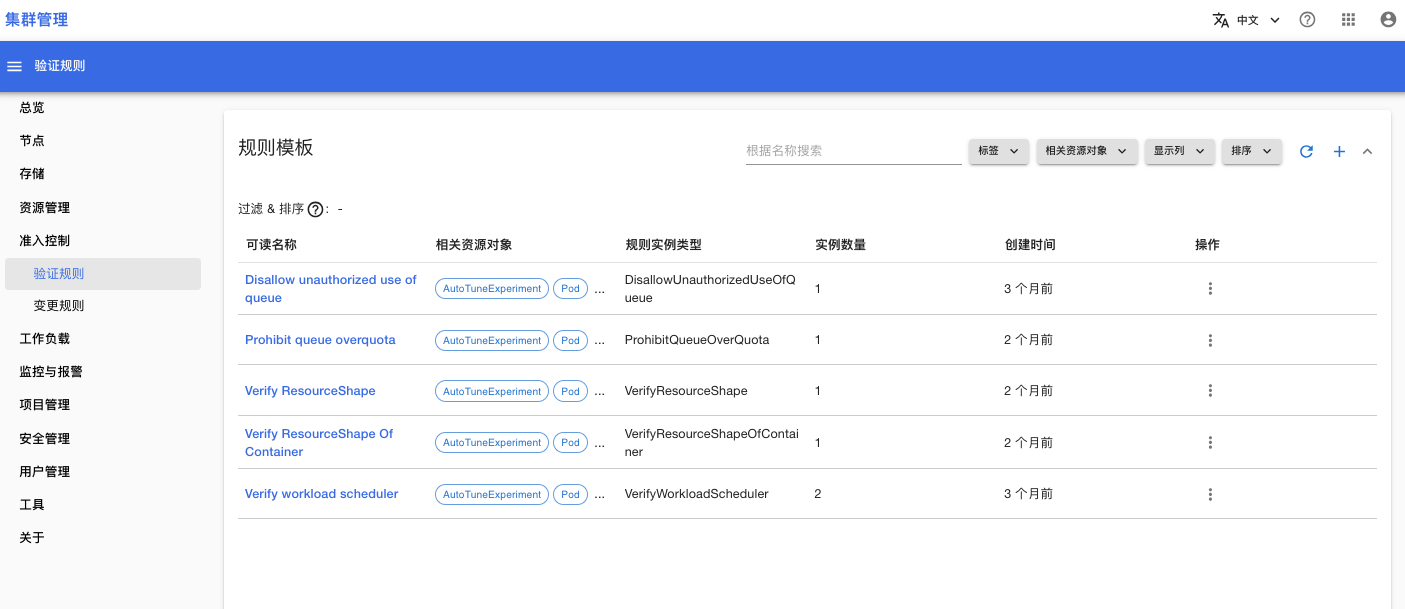 集群管理
中文
验证规则
总览
节点
存储
资源管理
准入控制
验证规则
变更规则
工作负载
监控与报警
项目管理
安全管理
用户管理
工具
关于
规则模板
根据名称搜索
标签
相关资源对象
显示列
排序
过滤 & 排序 ? : -
可读名称 相关资源对象 规则实例类型 实例数量 创建时间 操作
Disallow unauthorized use of queue AutoTuneExperiment Pod ... DisallowUnauthorizedUseOfQueue 1 3 个月前
Prohibit queue overquota AutoTuneExperiment Pod ... ProhibitQueueOverQuota 1 2 个月前
Verify ResourceShape AutoTuneExperiment Pod ... VerifyResourceShape 1 2 个月前
Verify ResourceShape Of Container AutoTuneExperiment Pod ... VerifyResourceShapeOfContainer 1 2 个月前
Verify workload scheduler AutoTuneExperiment Pod ... VerifyWorkloadScheduler 2 3 个月前